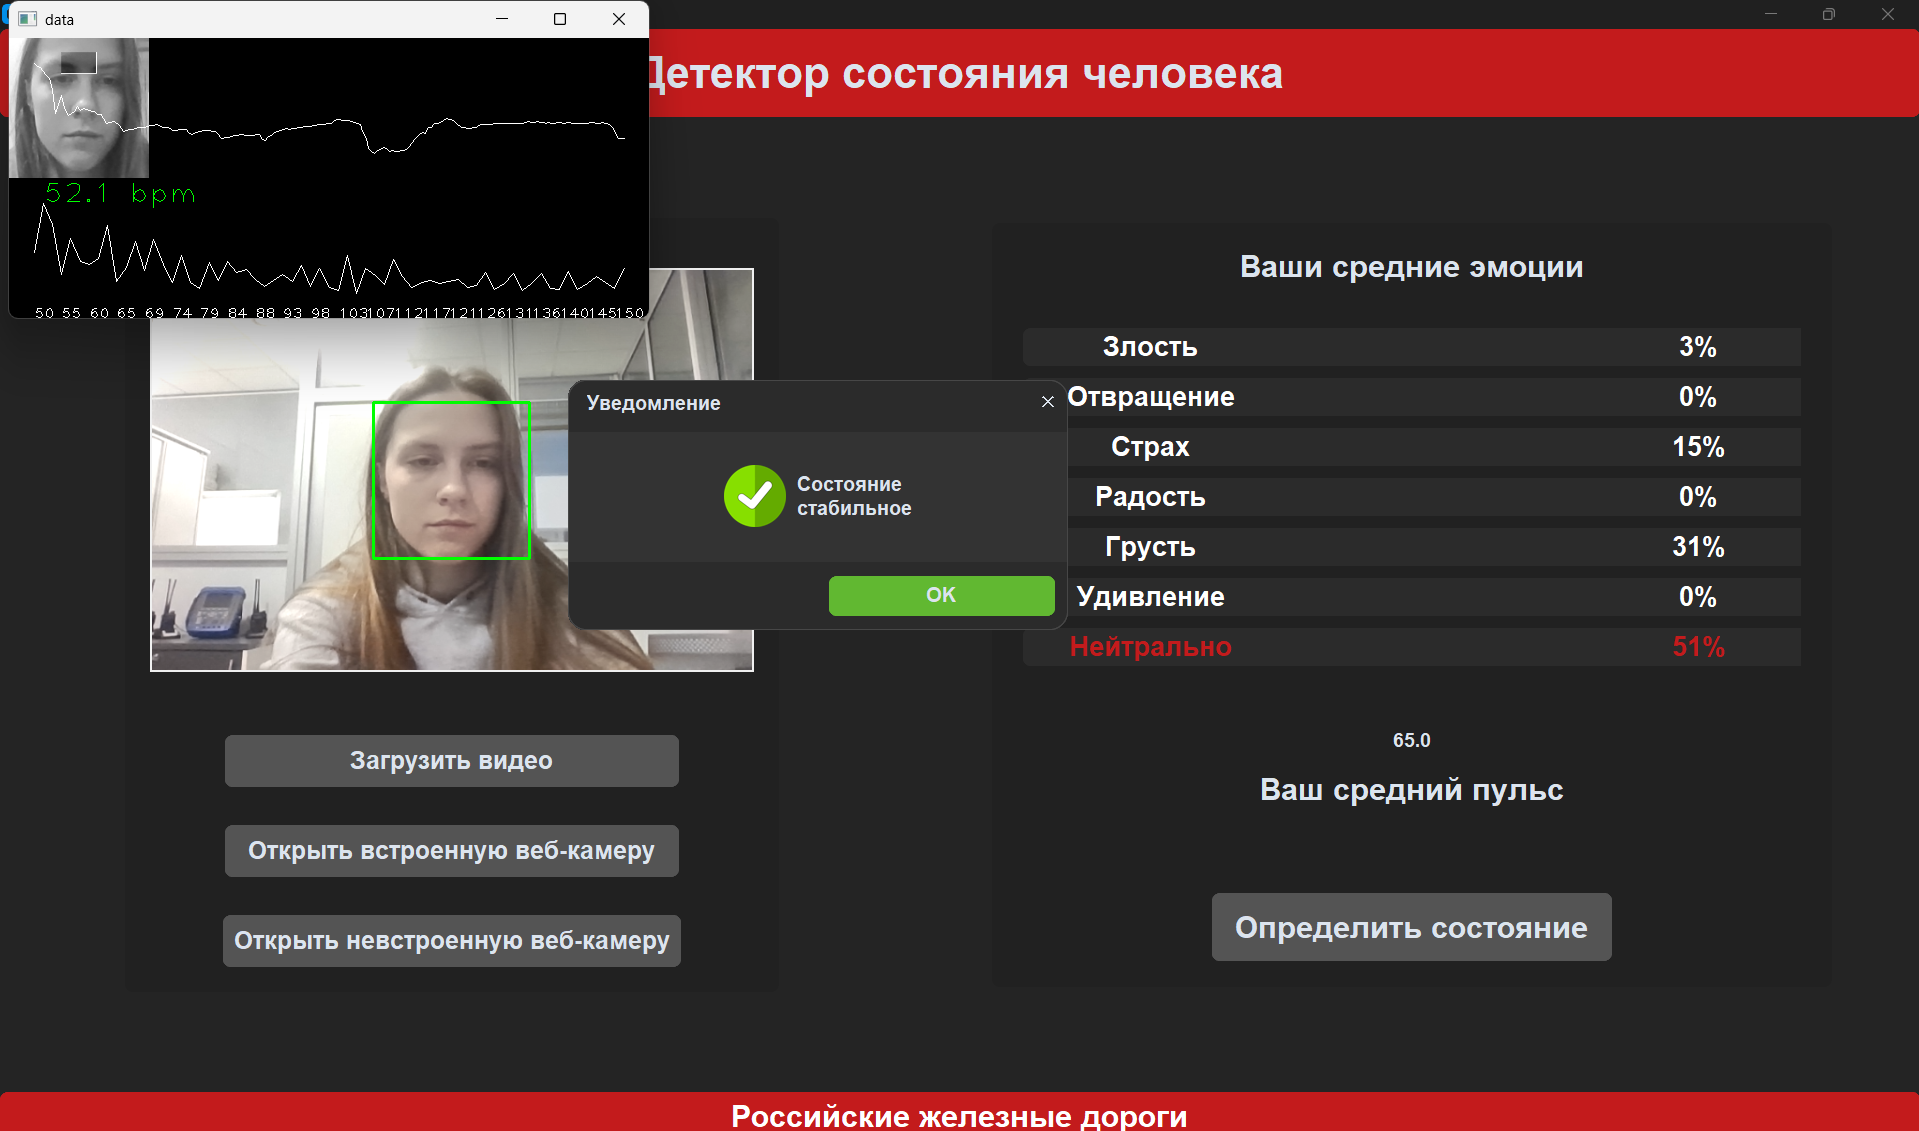 data
Детектор состояния человека
52.1 bpm
50 55 60 65 69 74 79 84 88 93 98 103107112117121126131136140145150
Ваши средние эмоции
Злость 3%
Отвращение 0%
Страх 15%
Радость 0%
Грусть 31%
Удивление 0%
Нейтрально 51%
Уведомление
Состояние
стабильное
OK
65.0
Ваш средний пульс
Загрузить видео
Открыть встроенную веб-камеру
Открыть невстроенную веб-камеру
Определить состояние
Российские железные дороги